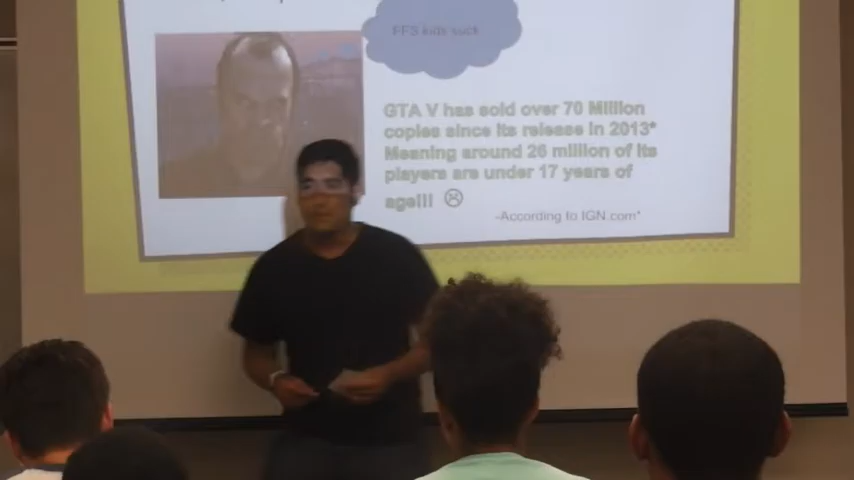 FFS kids suck
GTA V has sold over 70 Million
copies since its release in 2013*
Meaning around 26 million of its
players are under 17 years of
age!!! ☹
-According to IGN.com*